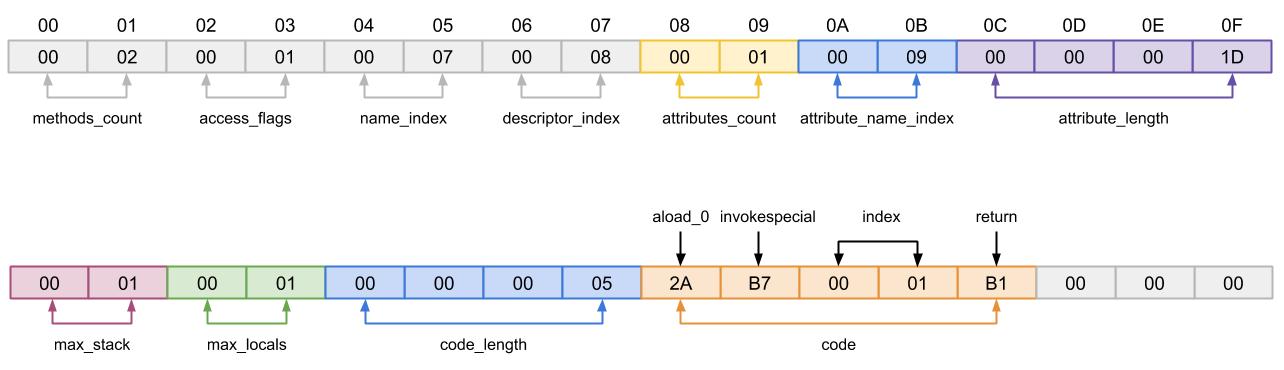 00 01 02 03 04 05 06 07 08 09 0A 0B 0C 0D 0E 0F
00 02 00 01 00 07 00 08 00 01 00 09 00 00 00 1D
methods_count access_flags name_index descriptor_index attributes_count attribute_name_index attribute_length
aload_0 invokespecial index return
00 01 00 01 00 00 00 05 2A B7 00 01 B1 00 00 00
max_stack max_locals code_length code